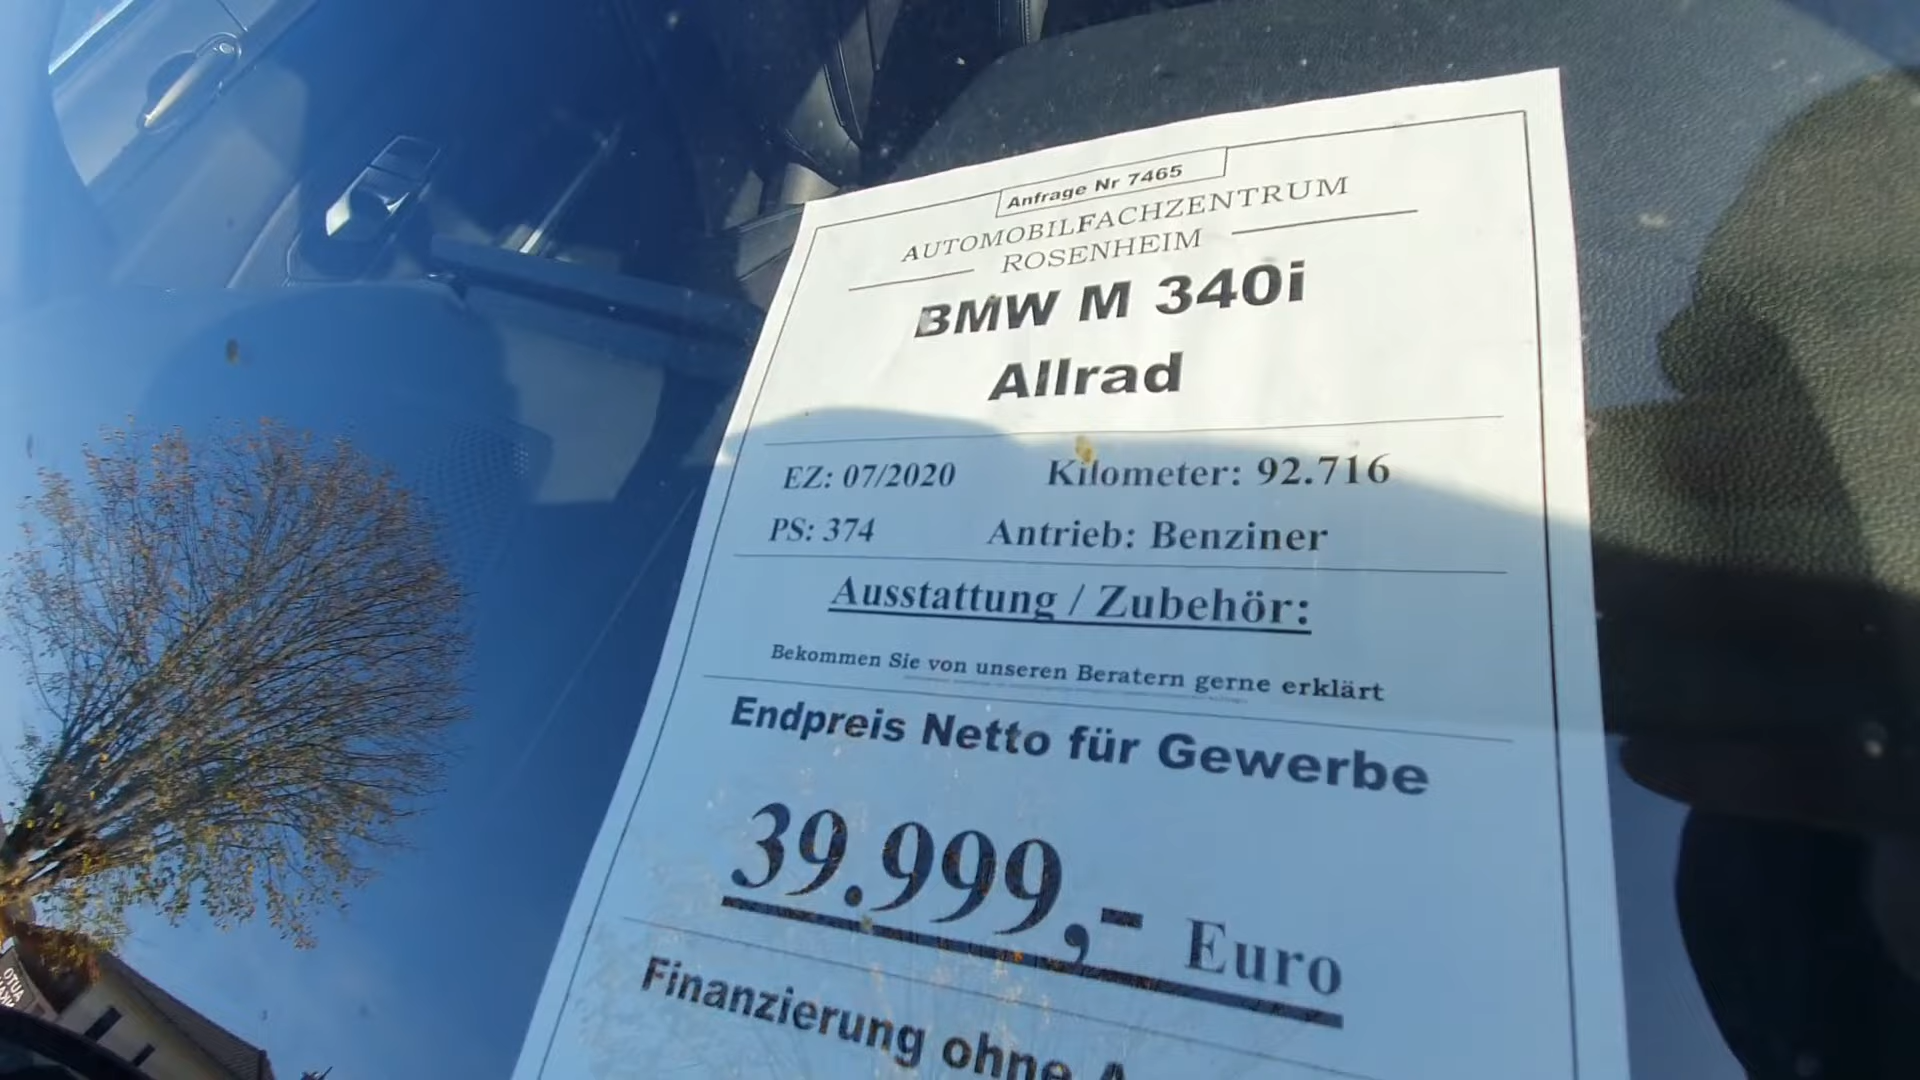 Anfrage Nr 7465
AUTOMOBILFACHZENTRUM
ROSENHEIM
BMW M 340i
Allrad
EZ: 07/2020 Kilometer: 92.716
PS: 374 Antrieb: Benziner
Ausstattung / Zubehör:
Bekommen Sie von unseren Beratern gerne erklärt
Endpreis Netto für Gewerbe
39.999,- Euro
Finanzierung ohne
AUTO